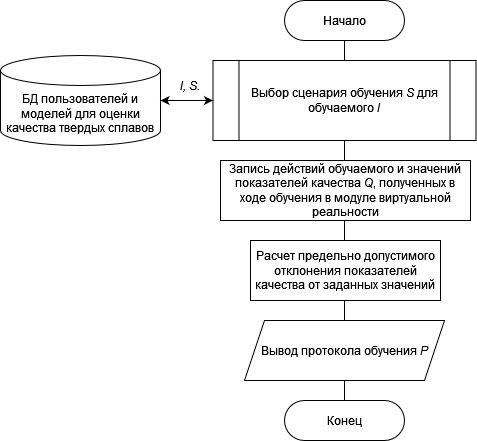 Начало
I, S.
БД пользователей и
моделей для оценки
качества твердых сплавов
Выбор сценария обучения S для
обучаемого I
Запись действий обучаемого и значений
показателей качества Q, полученных в
ходе обучения в модуле виртуальной
реальности
Расчет предельно допустимого
отклонения показателей
качества от заданных значений
Вывод протокола обучения P
Конец